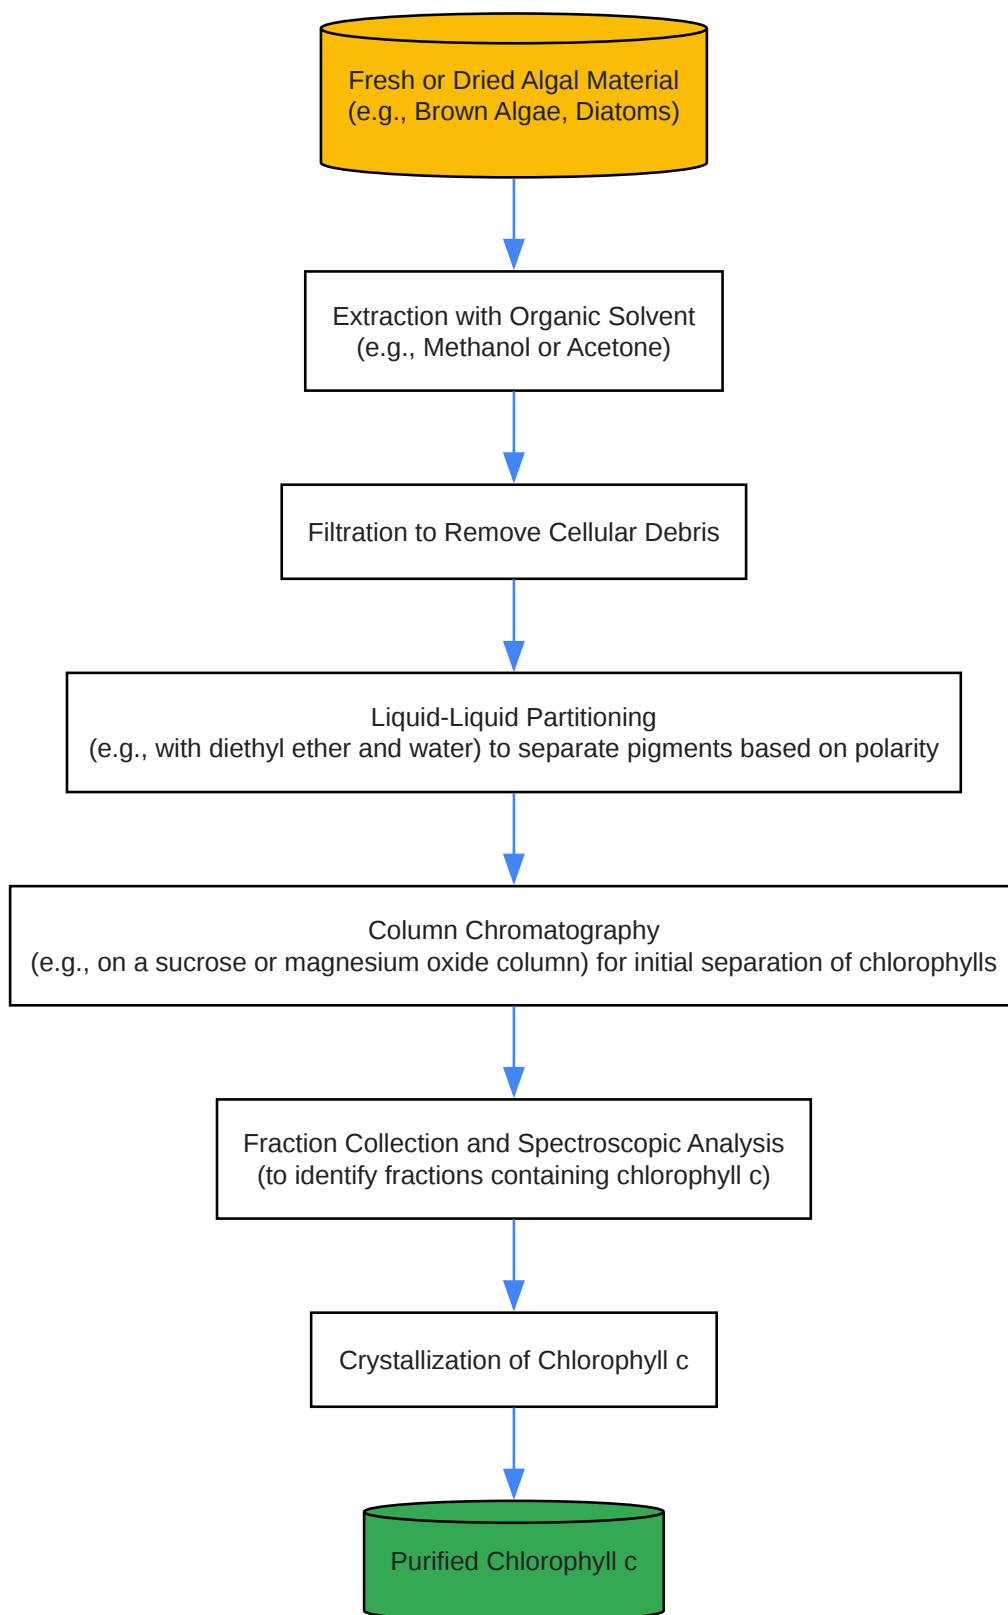 Fresh or Dried Algal Material
(e.g., Brown Algae, Diatoms)
Extraction with Organic Solvent
(e.g., Methanol or Acetone)
Filtration to Remove Cellular Debris
Liquid-Liquid Partitioning
(e.g., with diethyl ether and water) to separate pigments based on polarity
Column Chromatography
(e.g., on a sucrose or magnesium oxide column) for initial separation of chlorophylls
Fraction Collection and Spectroscopic Analysis
(to identify fractions containing chlorophyll c)
Crystallization of Chlorophyll c
Purified Chlorophyll c